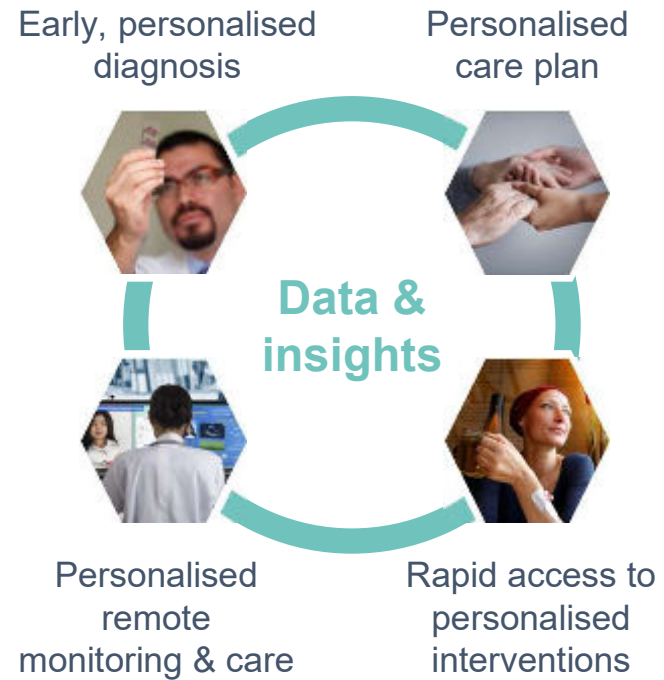 Early, personalised
diagnosis
Personalised
care plan
Data &
insights
Personalised
remote
monitoring & care
Rapid access to
personalised
interventions